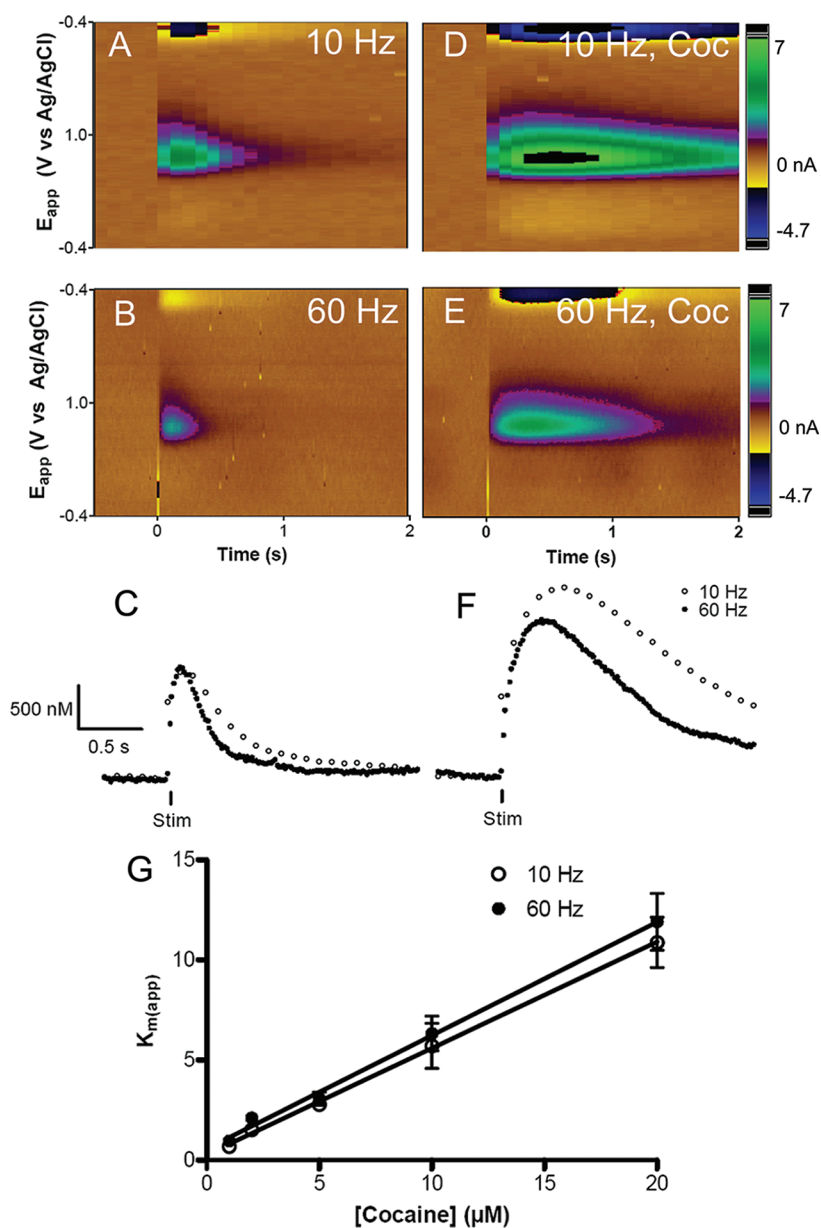 A
10 Hz
-0.4
1.0
-0.4
E_app (V vs Ag/AgCl)
D
10 Hz, Coc
7
0 nA
-4.7
B
60 Hz
-0.4
1.0
-0.4
E_app (V vs Ag/AgCl)
0
1
2
Time (s)
E
60 Hz, Coc
0
1
2
Time (s)
7
0 nA
-4.7
C
500 nM
0.5 s
Stim
F
10 Hz
60 Hz
Stim
G
10 Hz
60 Hz
15
10
5
0
K_m(app)
0
5
10
15
20
[Cocaine] (μM)